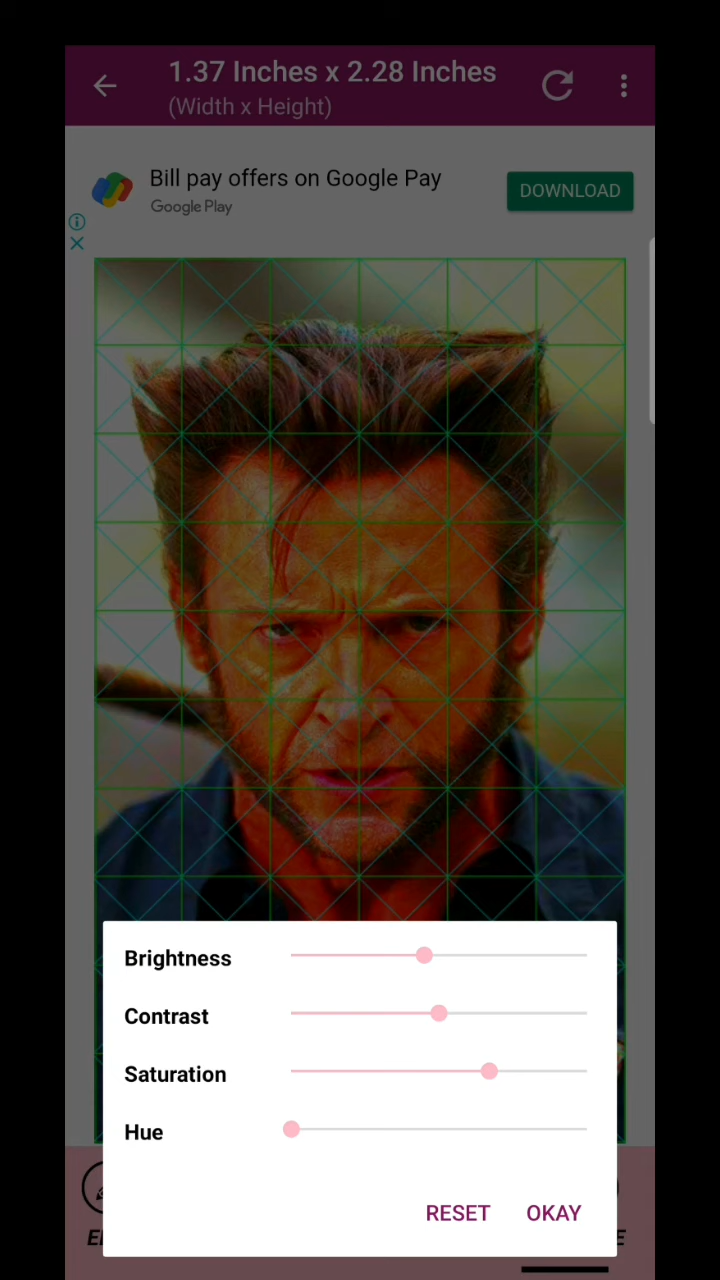 1.37 Inches x 2.28 Inches
(Width x Height)
Bill pay offers on Google Pay
Google Play
DOWNLOAD
Brightness
Contrast
Saturation
Hue
RESET
OKAY